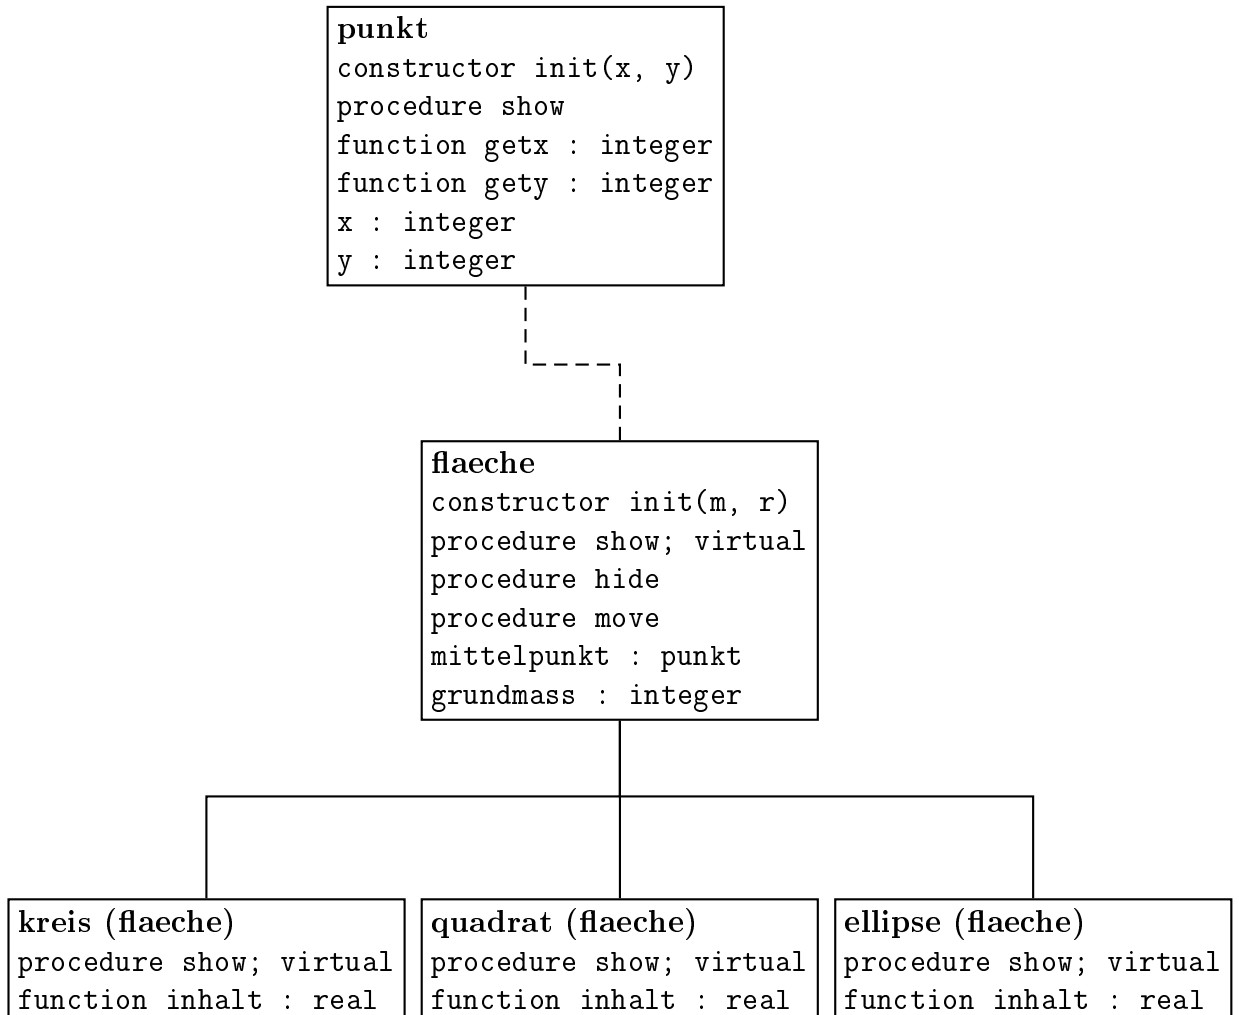 punkt
constructor init(x, y)
procedure show
function getx : integer
function gety : integer
x : integer
y : integer
flaeche
constructor init(m, r)
procedure show; virtual
procedure hide
procedure move
mittelpunkt : punkt
grundmass : integer
kreis (flaeche)
procedure show; virtual
function inhalt : real
quadrat (flaeche)
procedure show; virtual
function inhalt : real
ellipse (flaeche)
procedure show; virtual
function inhalt : real